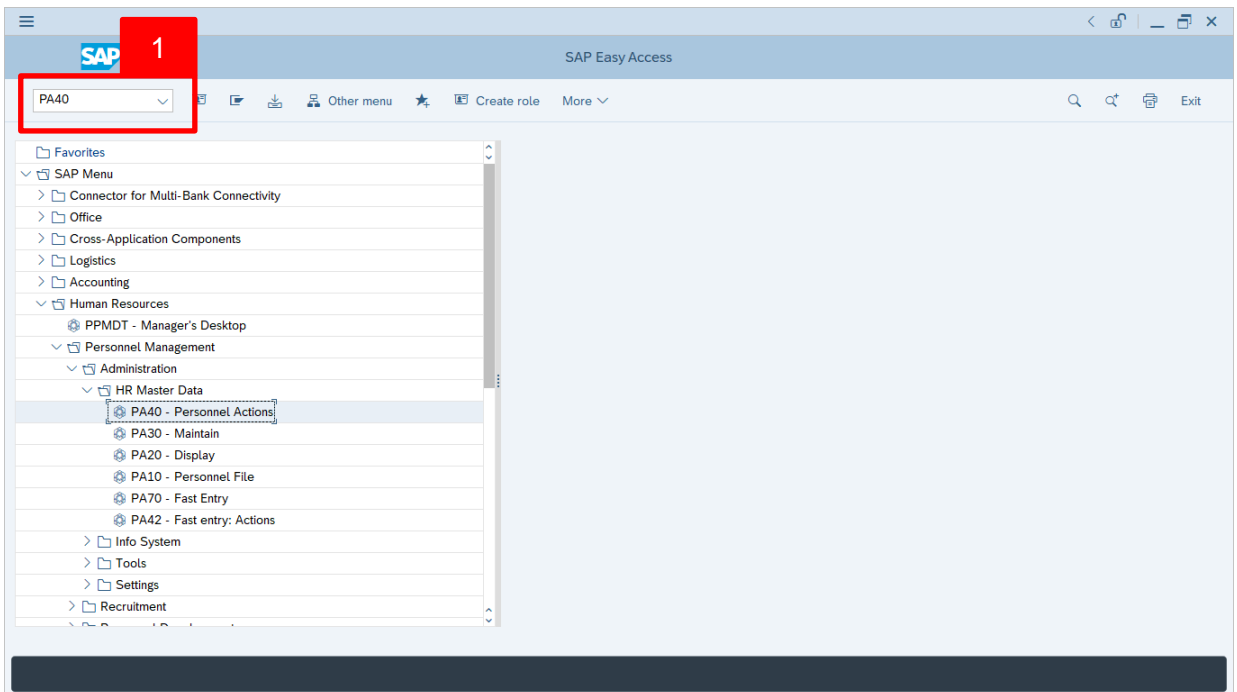 1
SAP
SAP Easy Access
PA40
Other menu
Create role
More
Exit
Favorites
SAP Menu
Connector for Multi-Bank Connectivity
Office
Cross-Application Components
Logistics
Accounting
Human Resources
PPMDT - Manager's Desktop
Personnel Management
Administration
HR Master Data
PA40 - Personnel Actions
PA30 - Maintain
PA20 - Display
PA10 - Personnel File
PA70 - Fast Entry
PA42 - Fast entry: Actions
Info System
Tools
Settings
Recruitment